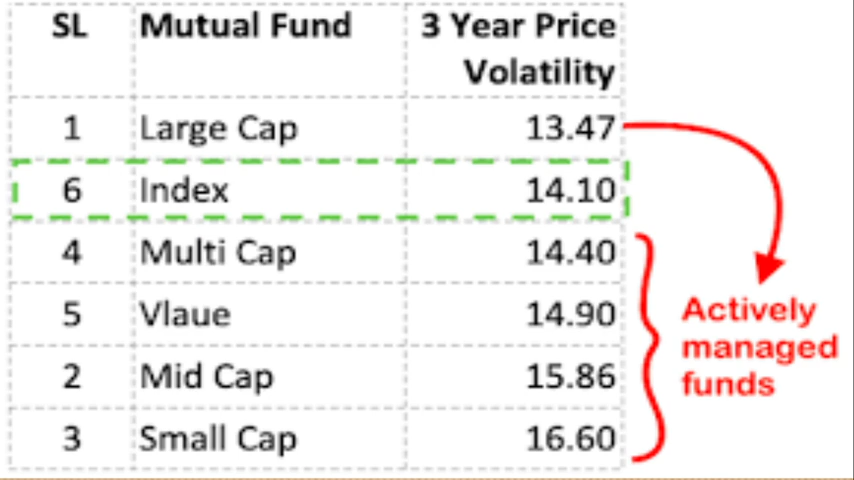 SL Mutual Fund 3 Year Price
Volatility
1 Large Cap 13.47
6 Index 14.10
4 Multi Cap 14.40
5 Vlaue 14.90
2 Mid Cap 15.86
3 Small Cap 16.60
Actively
managed
funds